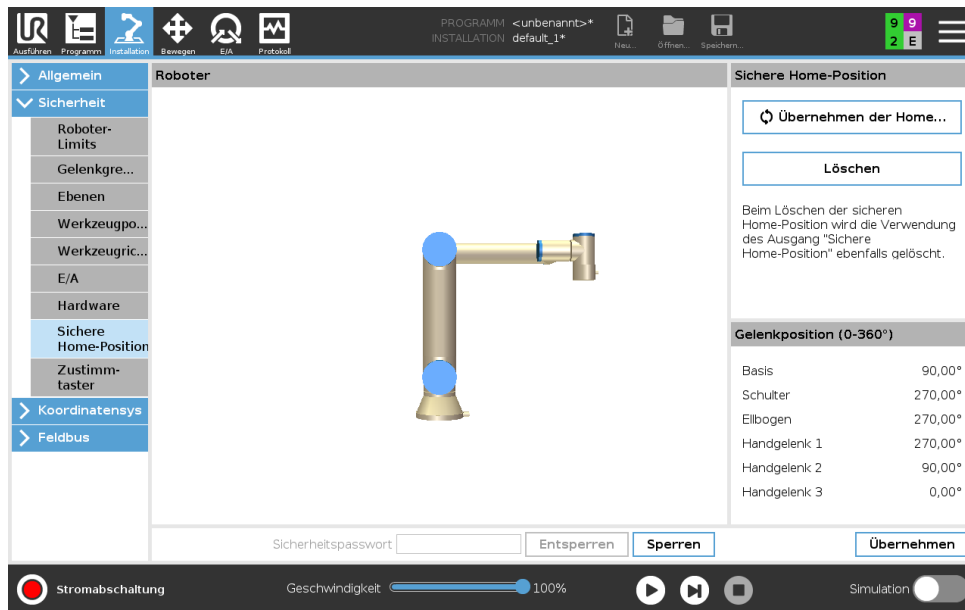 PROGRAMM <unbenannt>*
INSTALLATION default_1*
Ausführen Programm Installation Bewegen E/A Protokoll
Neu... Öffnen... Speichern...
9 9
2 E
Allgemein
Sicherheit
Roboter-
Limits
Gelenkgre...
Ebenen
Werkzeugpo...
Werkzeugric...
E/A
Hardware
Sichere
Home-Position
Zustimm-
taster
Koordinatensys
Feldbus
Roboter
Sichere Home-Position
Übernehmen der Home...
Löschen
Beim Löschen der sicheren
Home-Position wird die Verwendung
des Ausgang "Sichere
Home-Position" ebenfalls gelöscht.
Gelenkposition (0-360°)
Basis 90,00°
Schulter 270,00°
Ellbogen 270,00°
Handgelenk 1 270,00°
Handgelenk 2 90,00°
Handgelenk 3 0,00°
Sicherheitspasswort Entsperren Sperren Übernehmen
Stromabschaltung Geschwindigkeit 100% Simulation